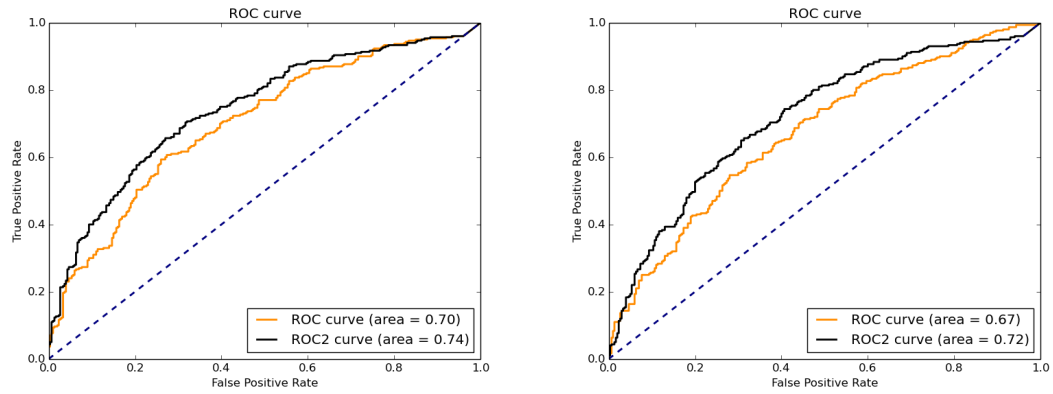 ROC curve
True Positive Rate
1.0
0.8
0.6
0.4
0.2
0.0
ROC curve (area = 0.70)
ROC2 curve (area = 0.74)
0.0 0.2 0.4 0.6 0.8 1.0
False Positive Rate
ROC curve
True Positive Rate
1.0
0.8
0.6
0.4
0.2
0.0
ROC curve (area = 0.67)
ROC2 curve (area = 0.72)
0.0 0.2 0.4 0.6 0.8 1.0
False Positive Rate